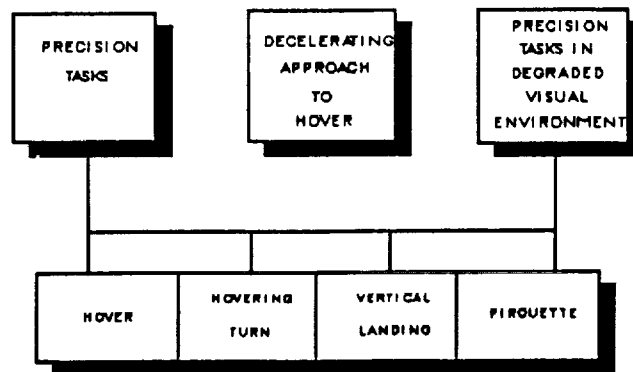 PRECISION
TASKS
DECELERATING
APPROACH
TO
HOVER
PRECISION
TASKS IN
DEGRADED
VISUAL
ENVIRONMENT
HOVER
HOVERING
TURN
VERTICAL
LANDING
PIROUETTE